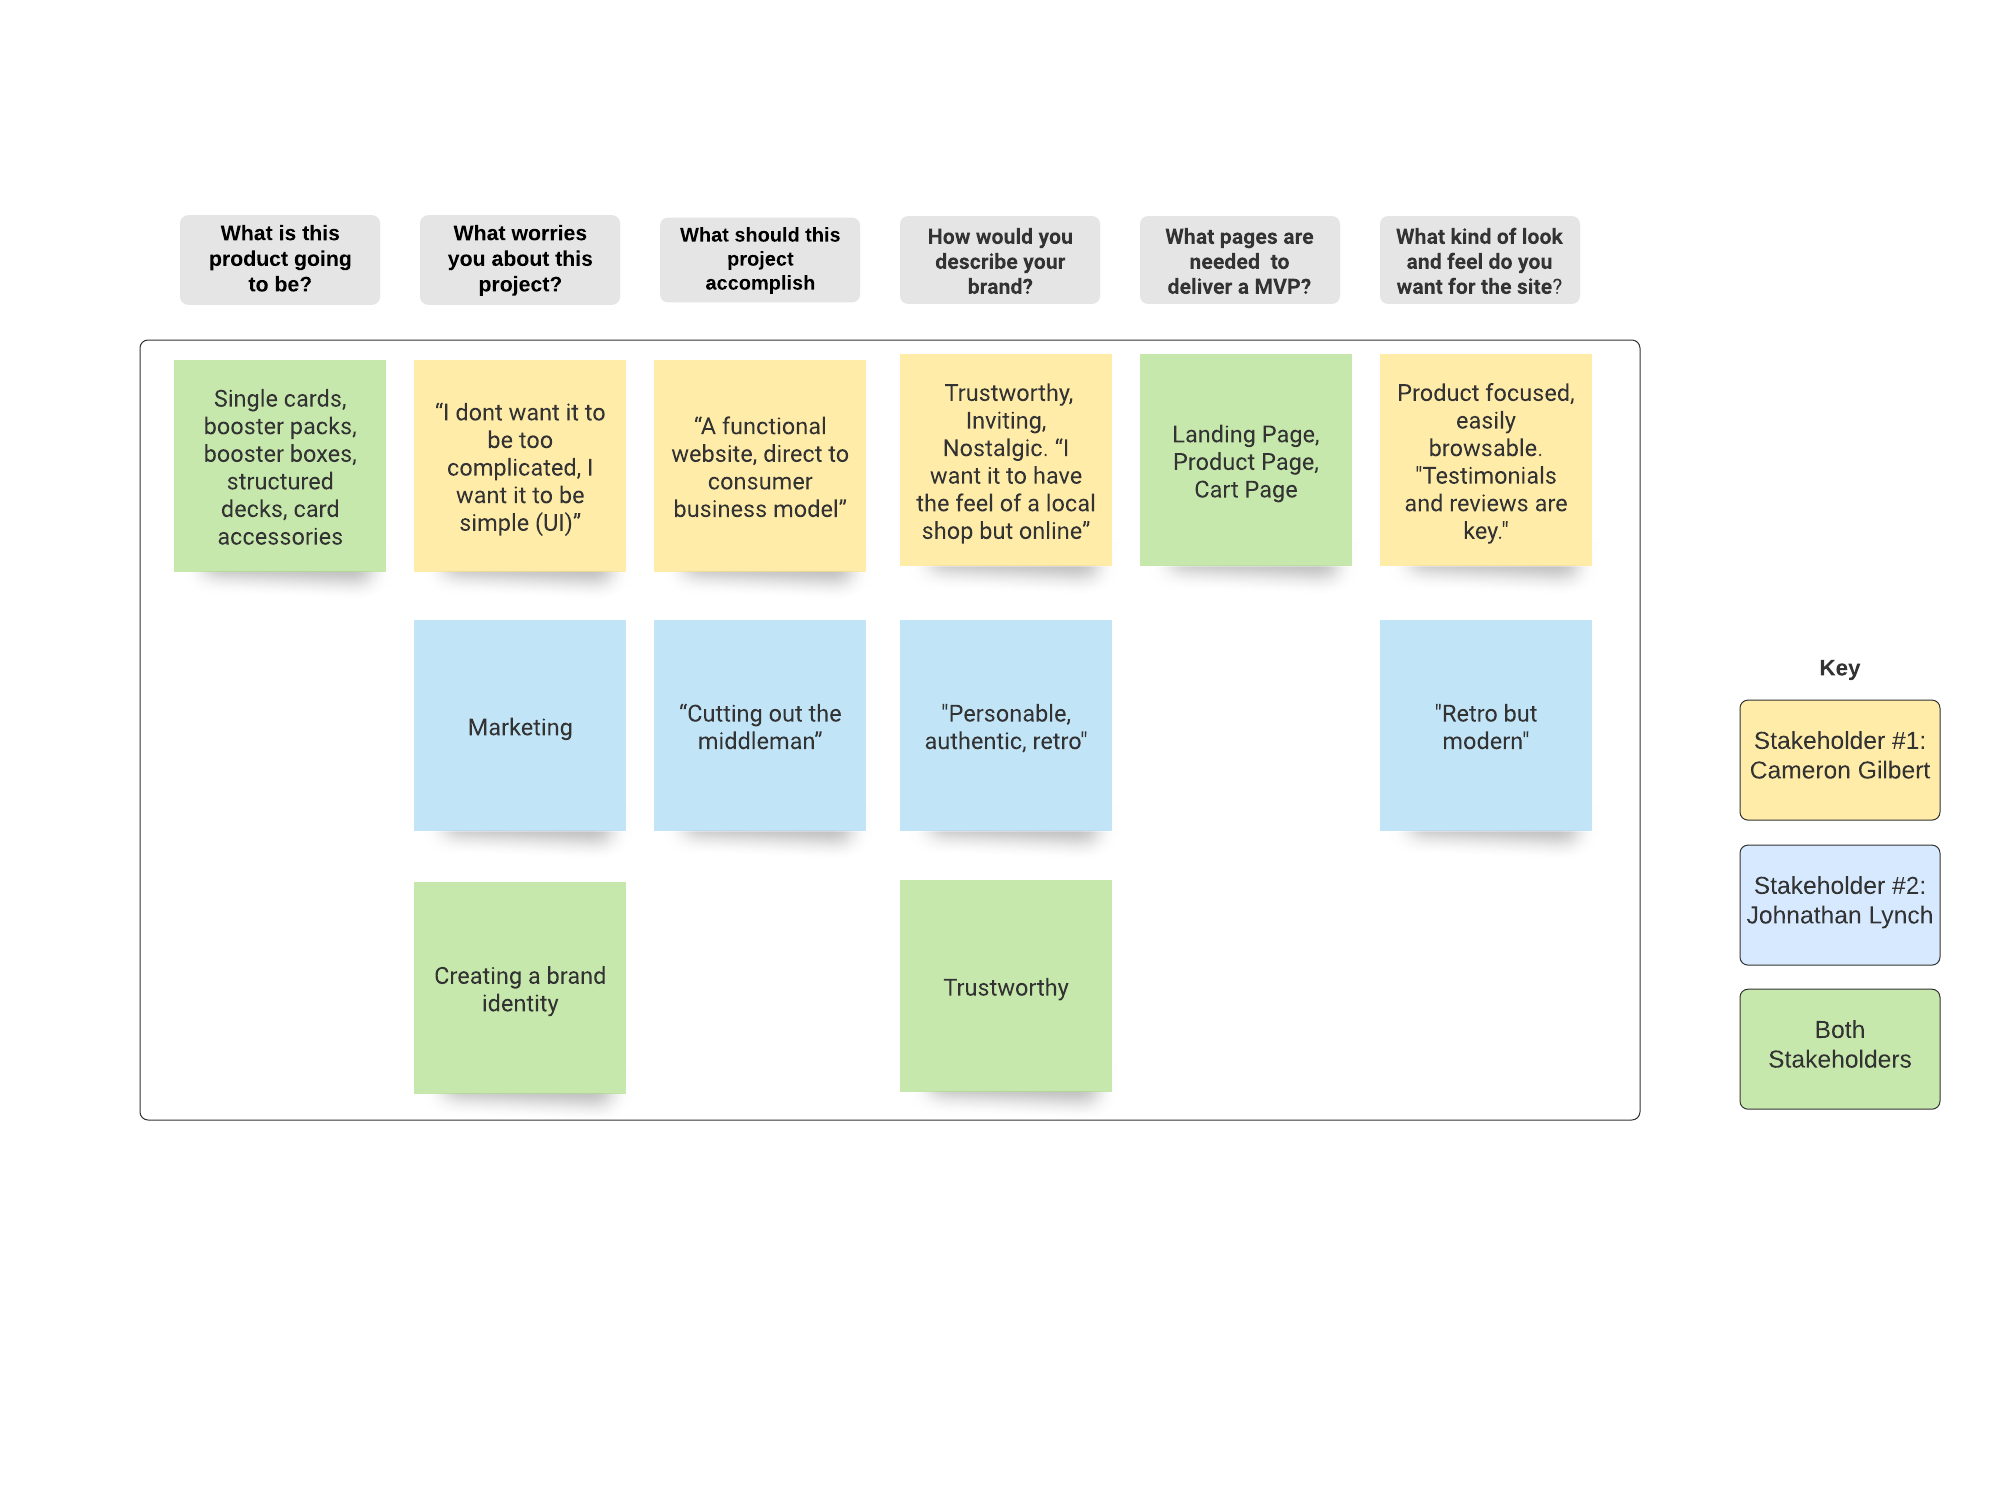 What is this
product going
to be?
What worries
you about this
project?
What should this
project
accomplish
How would you
describe your
brand?
What pages are
needed  to
deliver a MVP?
What kind of look
and feel do you
want for the site?
Single cards,
booster packs,
booster boxes,
structured
decks, card
accessories
“I dont want it to
be too
complicated, I
want it to be
simple (UI)”
“A functional
website, direct to
consumer
business model”
Trustworthy,
Inviting,
Nostalgic. “I
want it to have
the feel of a local
shop but online”
Landing Page,
Product Page,
Cart Page
Product focused,
easily
browsable.
"Testimonials
and reviews are
key."
Marketing
“Cutting out the
middleman”
"Personable,
authentic, retro"
"Retro but
modern"
Creating a brand
identity
Trustworthy
Key
Stakeholder #1:
Cameron Gilbert
Stakeholder #2:
Johnathan Lynch
Both
Stakeholders